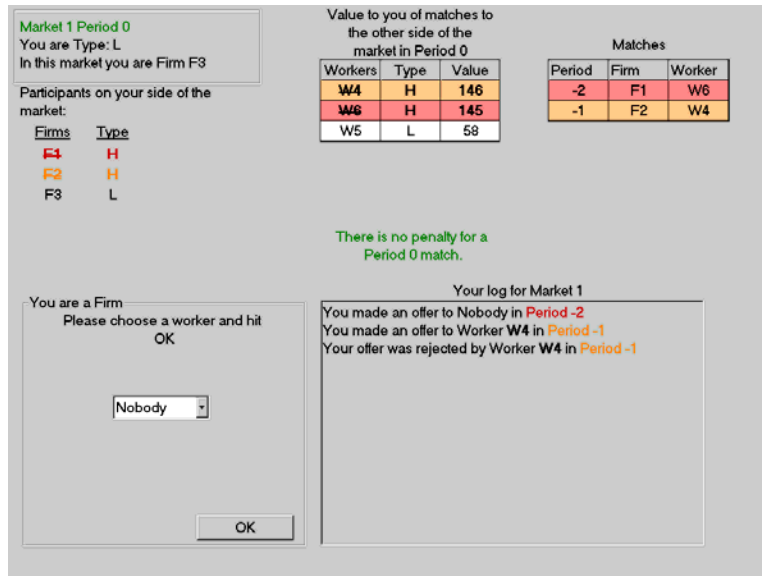 Market 1 Period 0
You are Type: L
In this market you are Firm F3
Participants on your side of the
market:
Firms Type
F1 H
F2 H
F3 L
Value to you of matches to
the other side of the
market in Period 0
Workers Type Value
W4 H 146
W6 H 145
W5 L 58
Matches
Period Firm Worker
-2 F1 W6
-1 F2 W4
There is no penalty for a
Period 0 match.
You are a Firm
Please choose a worker and hit
OK
Nobody
OK
Your log for Market 1
You made an offer to Nobody in Period -2
You made an offer to Worker W4 in Period -1
Your offer was rejected by Worker W4 in Period -1